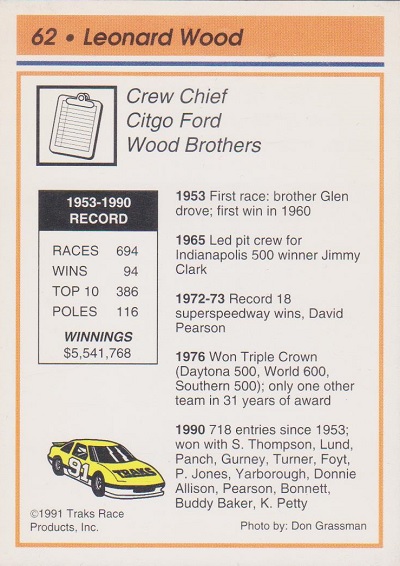 62 • Leonard Wood
Crew Chief
Citgo Ford
Wood Brothers
1953-1990
RECORD
RACES 694
WINS 94
TOP 10 386
POLES 116
WINNINGS
$5,541,768
1953 First race: brother Glen
drove; first win in 1960
1965 Led pit crew for
Indianapolis 500 winner Jimmy
Clark
1972-73 Record 18
superspeedway wins, David
Pearson
1976 Won Triple Crown
(Daytona 500, World 600,
Southern 500); only one other
team in 31 years of award
1990 718 entries since 1953;
won with S. Thompson, Lund,
Panch, Gurney, Turner, Foyt,
P. Jones, Yarborough, Donnie
Allison, Pearson, Bonnett,
Buddy Baker, K. Petty
91
TRAKS
©1991 Traks Race
Products, Inc.
Photo by: Don Grassman